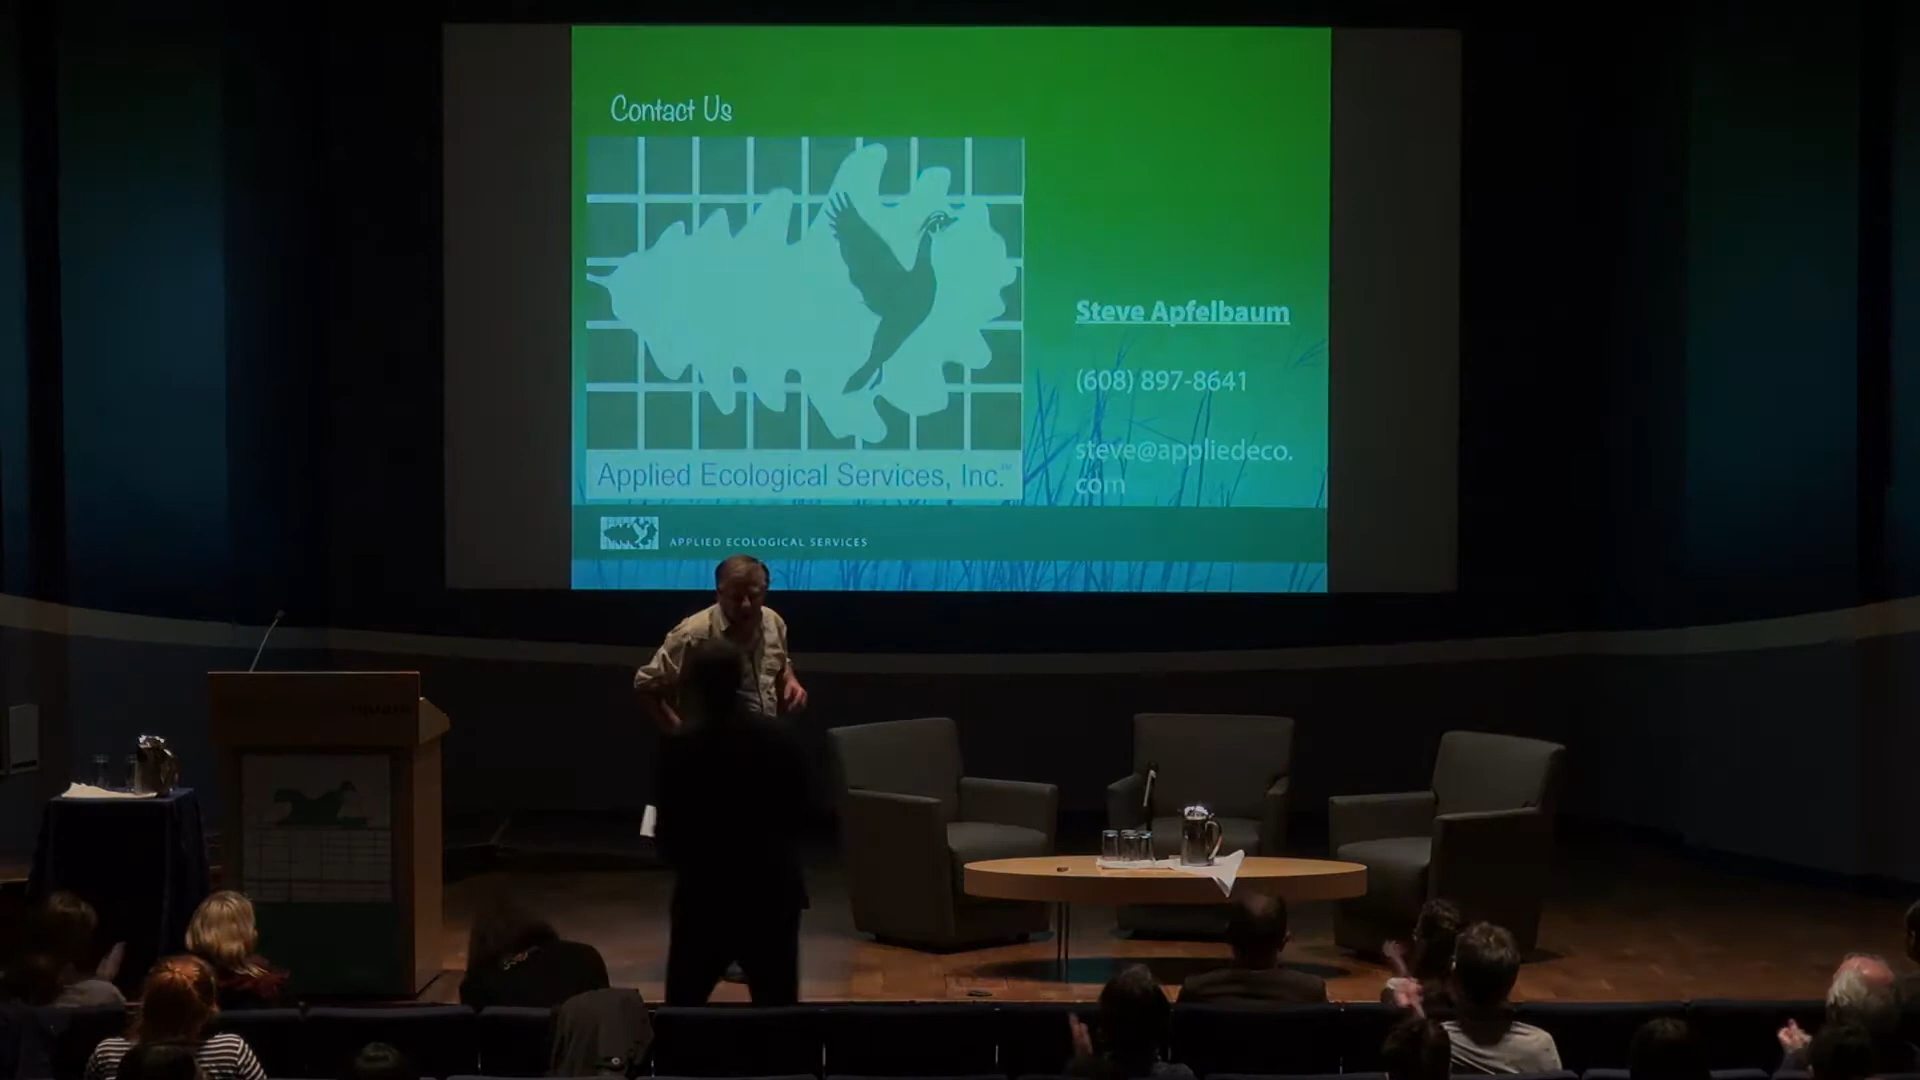 Contact Us
Steve Apfelbaum
(608) 897-8641
steve@appliedeco.
com
Applied Ecological Services, Inc.
APPLIED ECOLOGICAL SERVICES